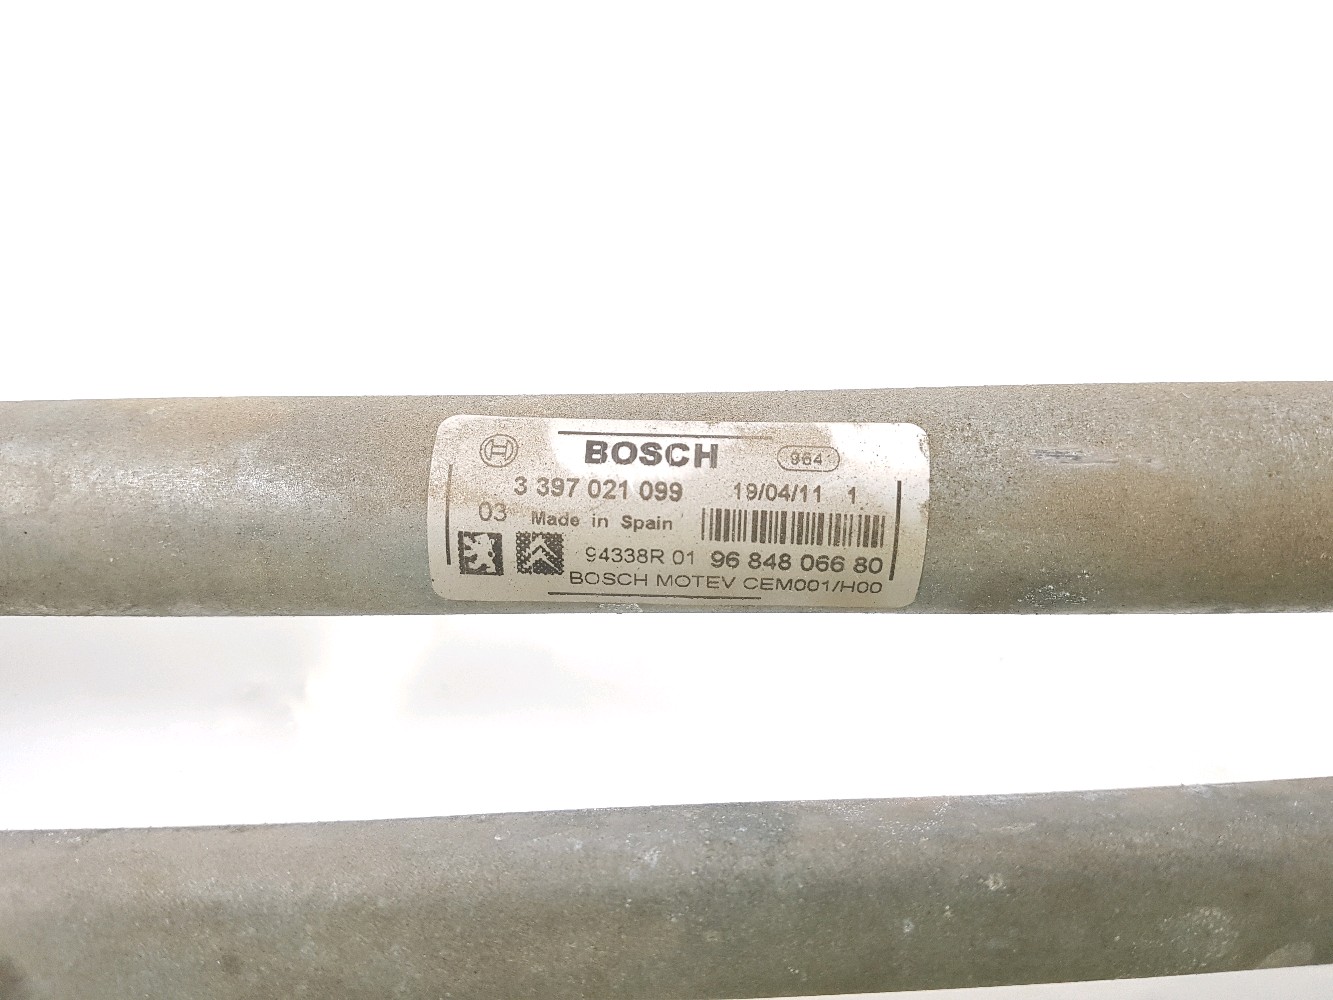 BOSCH 964
3 397 021 099 19/04/11 1
03 Made in Spain
94338R 01 96 848 066 80
BOSCH MOTEV CEM001/H00